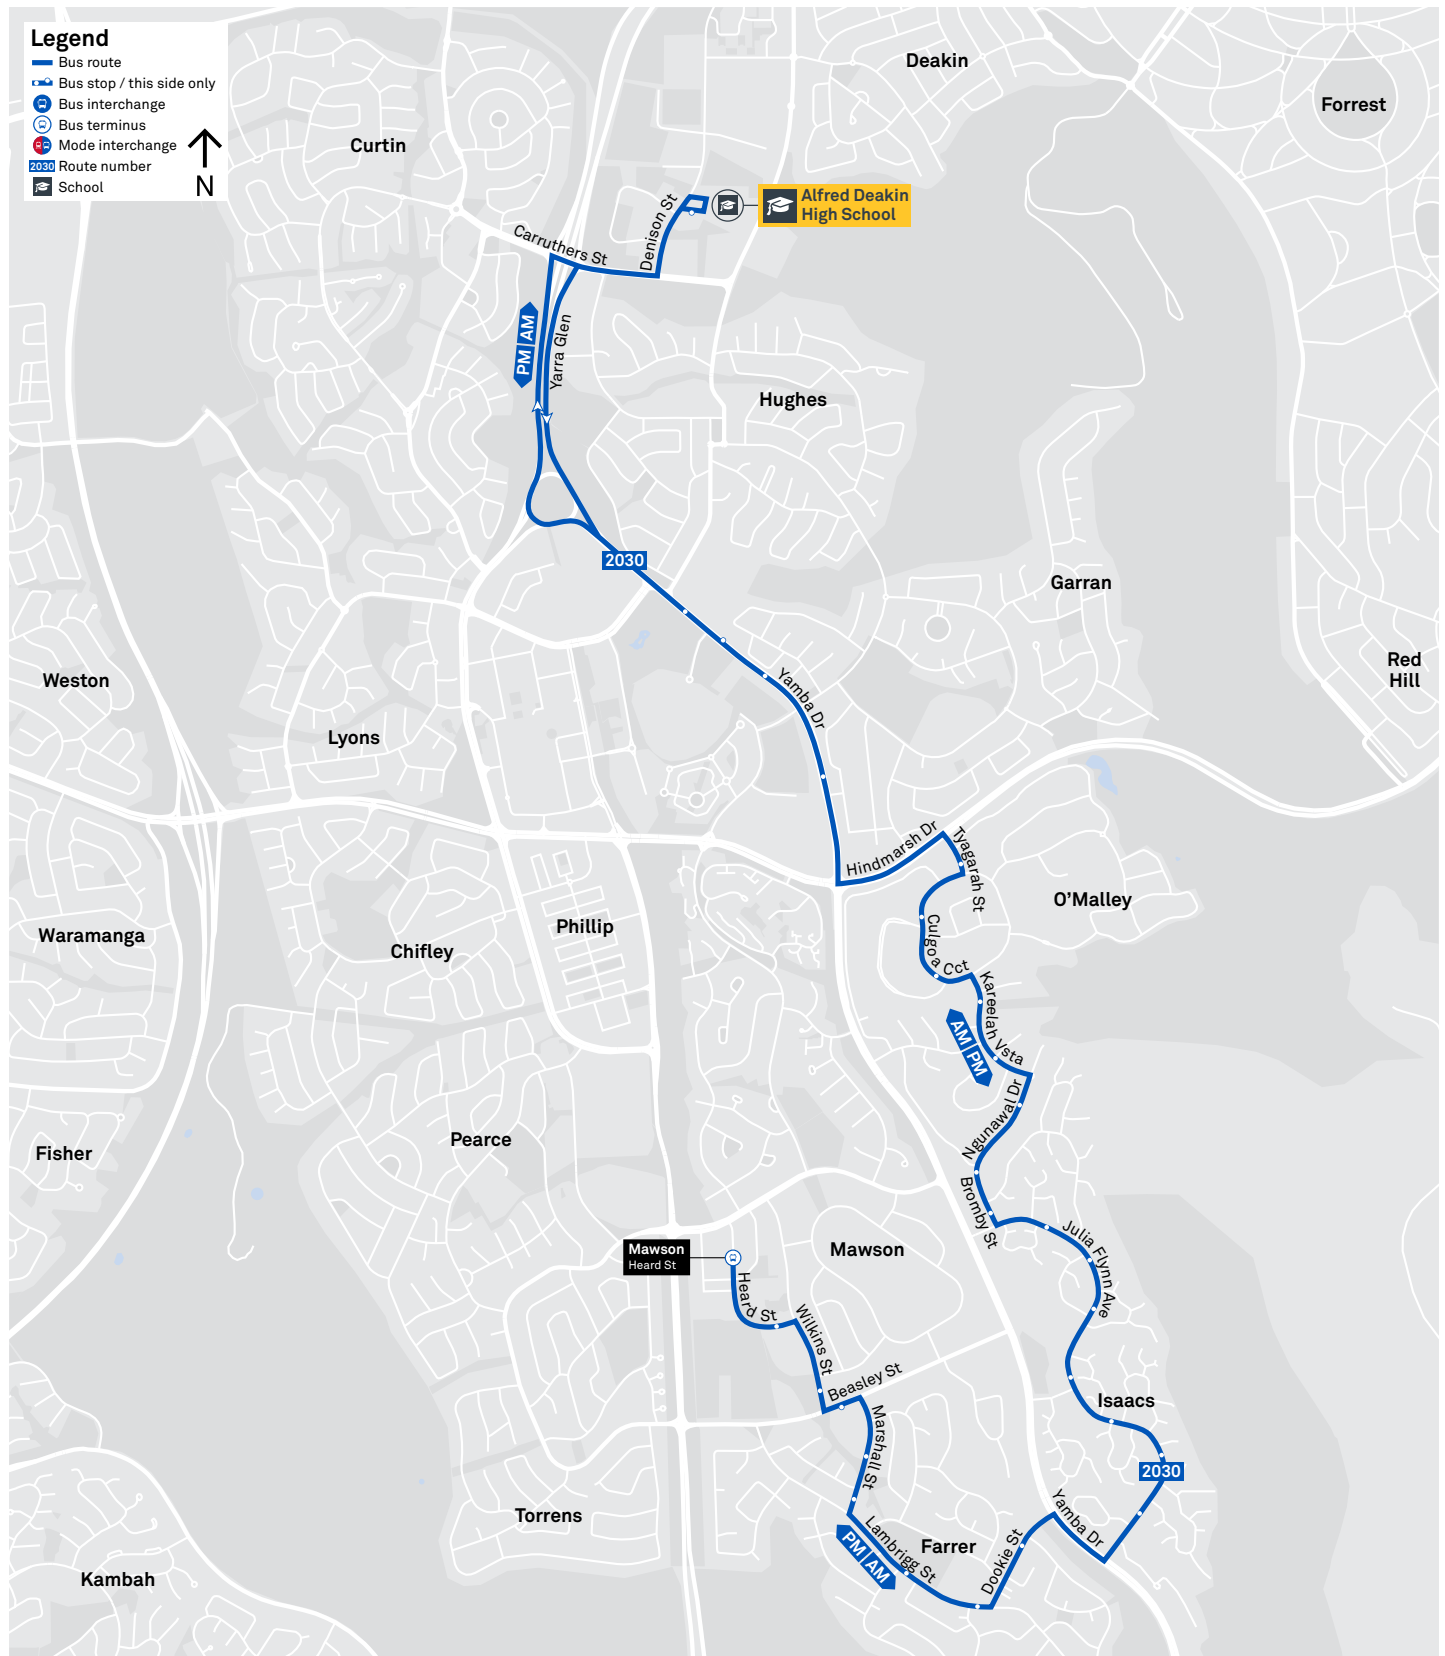 Legend
Bus route
Bus stop / this side only
Bus interchange
Bus terminus
Mode interchange
2030 Route number
School
N
Deakin
Forrest
Curtin
Alfred Deakin
High School
Denison St
Carruthers St
PM | AM
Yarra Glen
Hughes
2030
Garran
Weston
Red
Hill
Yamba Dr
Lyons
Hindmarsh Dr
Tyagarah St
O'Malley
Culgoa Cct
Phillip
Waramanga
Chifley
Kareelah Vsta
AM | PM
Ngunawal Dr
Pearce
Fisher
Bromby St
Julia Flynn Ave
Mawson
Heard St
Mawson
Heard St
Wilkins St
Beasley St
Isaacs
Marshall St
2030
Torrens
Yamba Dr
Lambrigg St
Farrer
Dookie St
PM | AM
Kambah